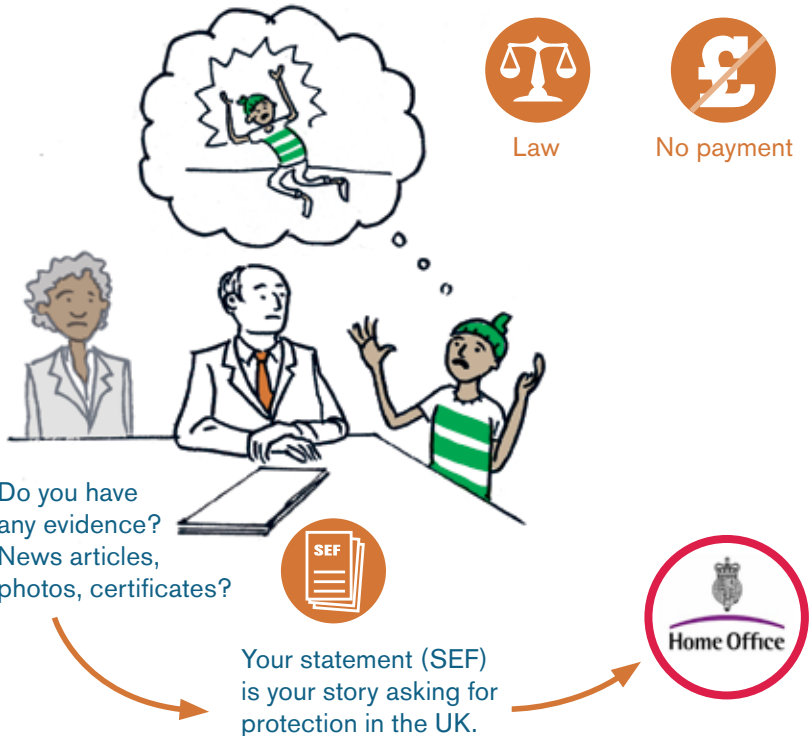 Law
No payment
Do you have
any evidence?
News articles,
photos, certificates?
SEF
Your statement (SEF)
is your story asking for
protection in the UK.
Home Office